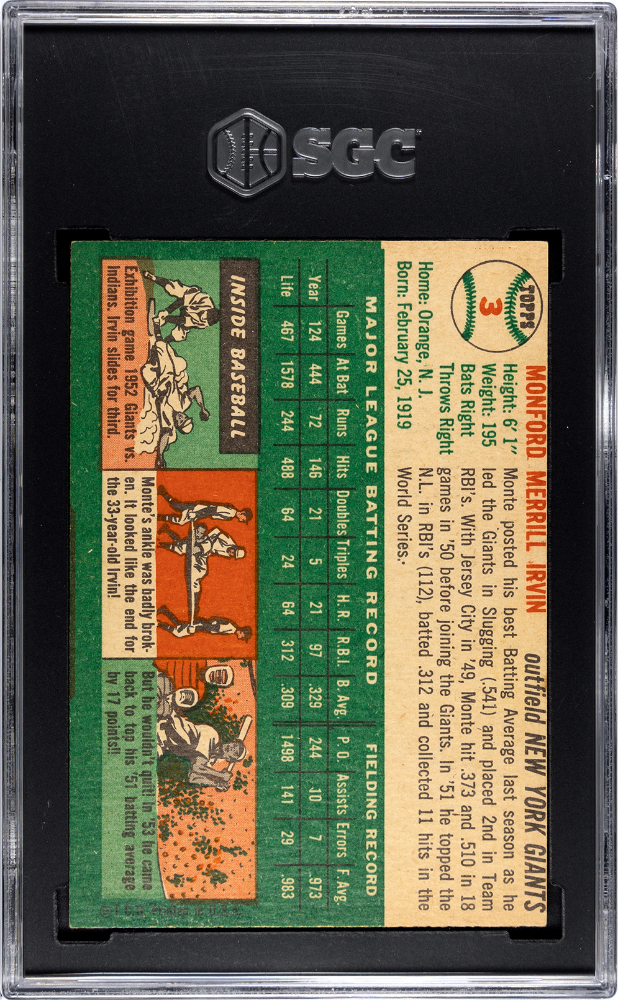 SGC
TOPPS
3
MONFORD MERRILL IRVIN outfield NEW YORK GIANTS
Height: 6' 1"
Weight: 195
Bats Right
Throws Right
Home: Orange, N. J.
Born: February 25, 1919
Monte posted his best Batting Average last season as he
led the Giants in Slugging (.541) and placed 2nd in Team
RBI's. With Jersey City in '49, Monte hit .373 and .510 in 18
games in '50 before joining the Giants. In '51 he topped the
N.L. in RBI's (112), batted .312 and collected 11 hits in the
World Series.
MAJOR LEAGUE BATTING RECORD FIELDING RECORD
Games At Bat Runs Hits Doubles Triples H.R. R.B.I. B.Avg. P.O. Assists Errors F.Avg.
Year 124 444 72 146 21 5 21 97 .329 244 10 7 .973
Life 467 1578 244 488 64 24 64 312 .309 1498 141 29 .983
INSIDE BASEBALL
Exhibition game 1952 Giants vs.
Indians. Irvin slides for third.
Monte's ankle was badly brok-
en. It looked like the end for
the 33-year-old Irvin!
But he wouldn't quit! In '53 he came
back to top his '51 batting average
by 17 points!!